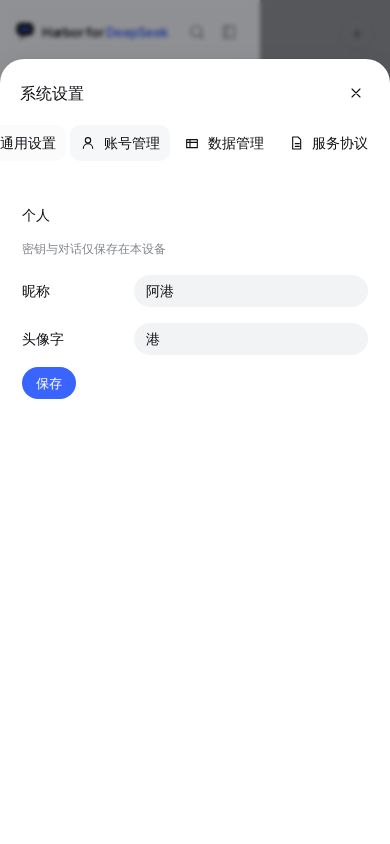 Harbor for DeepSeek
系统设置
通用设置 账号管理 数据管理 服务协议
个人
密钥与对话仅保存在本设备
昵称 阿港
头像字 港
保存